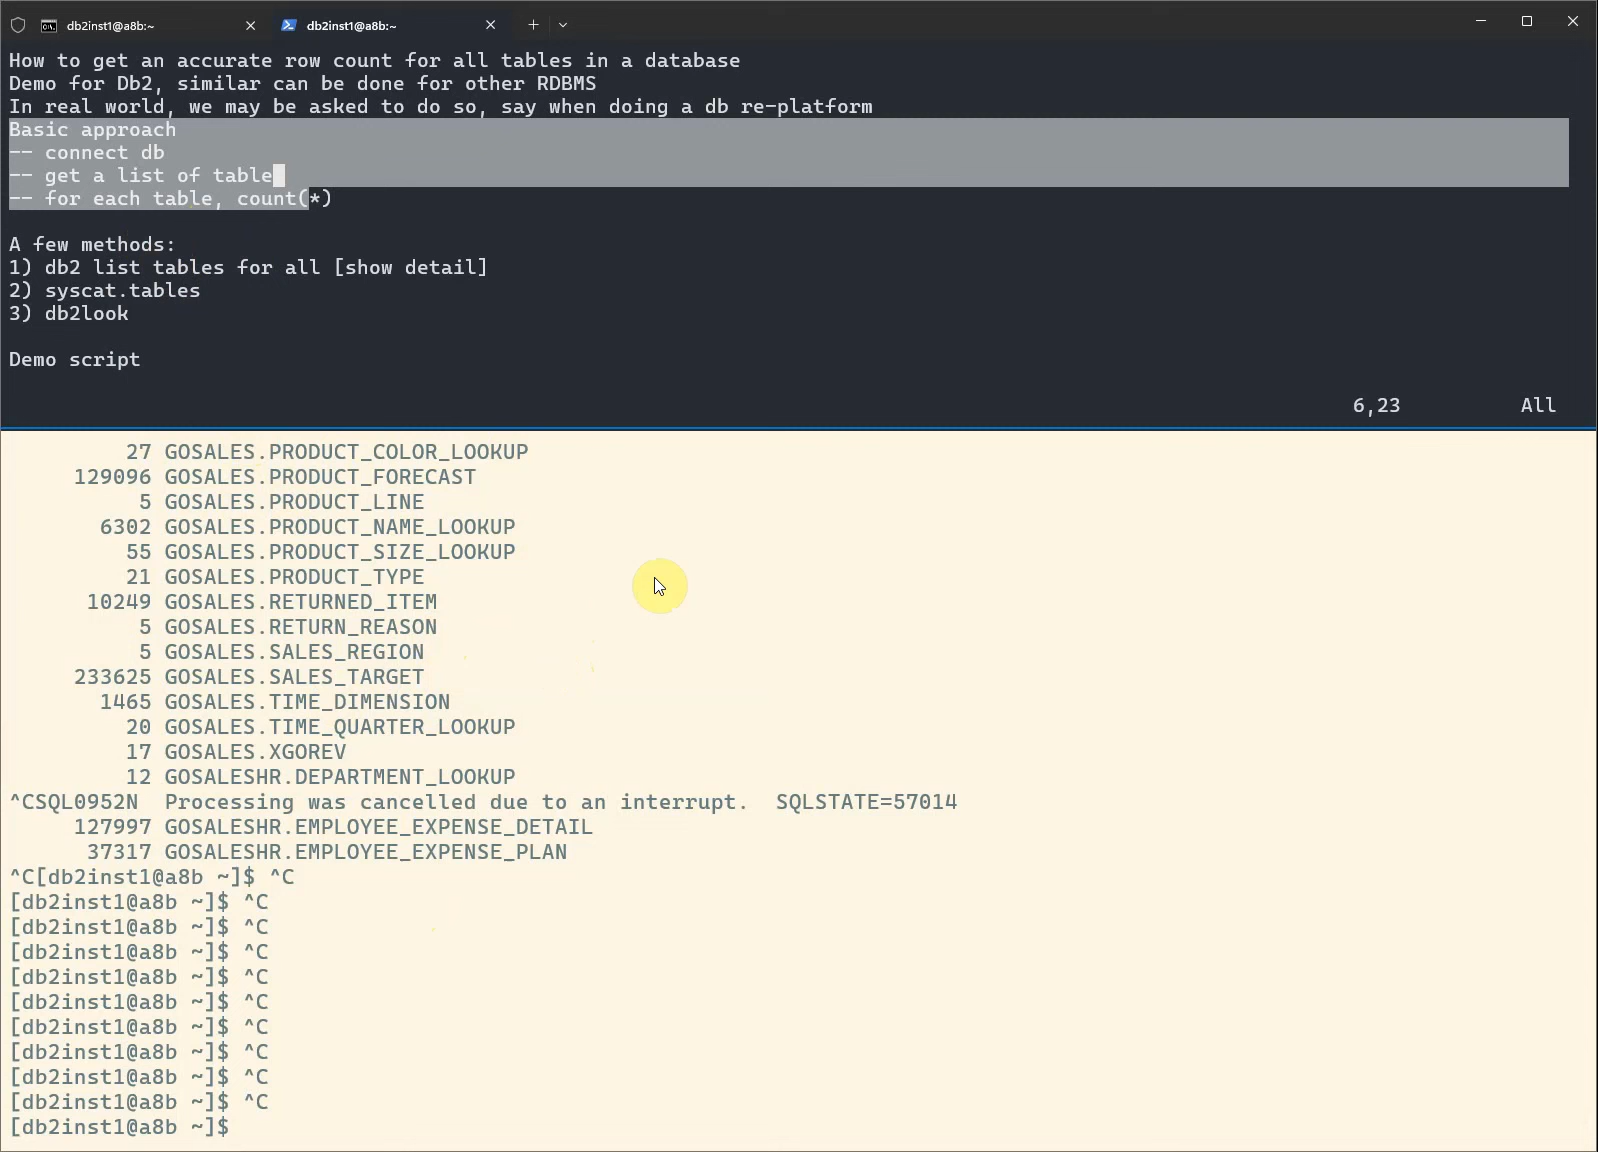 db2inst1@a8b:~
db2inst1@a8b:~
How to get an accurate row count for all tables in a database
Demo for Db2, similar can be done for other RDBMS
In real world, we may be asked to do so, say when doing a db re-platform
Basic approach
-- connect db
-- get a list of table
-- for each table, count(*)
A few methods:
1) db2 list tables for all [show detail]
2) syscat.tables
3) db2look
Demo script
6,23 All
27 GOSALES.PRODUCT_COLOR_LOOKUP
129096 GOSALES.PRODUCT_FORECAST
5 GOSALES.PRODUCT_LINE
6302 GOSALES.PRODUCT_NAME_LOOKUP
55 GOSALES.PRODUCT_SIZE_LOOKUP
21 GOSALES.PRODUCT_TYPE
10249 GOSALES.RETURNED_ITEM
5 GOSALES.RETURN_REASON
5 GOSALES.SALES_REGION
233625 GOSALES.SALES_TARGET
1465 GOSALES.TIME_DIMENSION
20 GOSALES.TIME_QUARTER_LOOKUP
17 GOSALES.XGOREV
12 GOSALESHR.DEPARTMENT_LOOKUP
^CSQL0952N  Processing was cancelled due to an interrupt.  SQLSTATE=57014
127997 GOSALESHR.EMPLOYEE_EXPENSE_DETAIL
37317 GOSALESHR.EMPLOYEE_EXPENSE_PLAN
^C[db2inst1@a8b ~]$ ^C
[db2inst1@a8b ~]$ ^C
[db2inst1@a8b ~]$ ^C
[db2inst1@a8b ~]$ ^C
[db2inst1@a8b ~]$ ^C
[db2inst1@a8b ~]$ ^C
[db2inst1@a8b ~]$ ^C
[db2inst1@a8b ~]$ ^C
[db2inst1@a8b ~]$ ^C
[db2inst1@a8b ~]$ ^C
[db2inst1@a8b ~]$